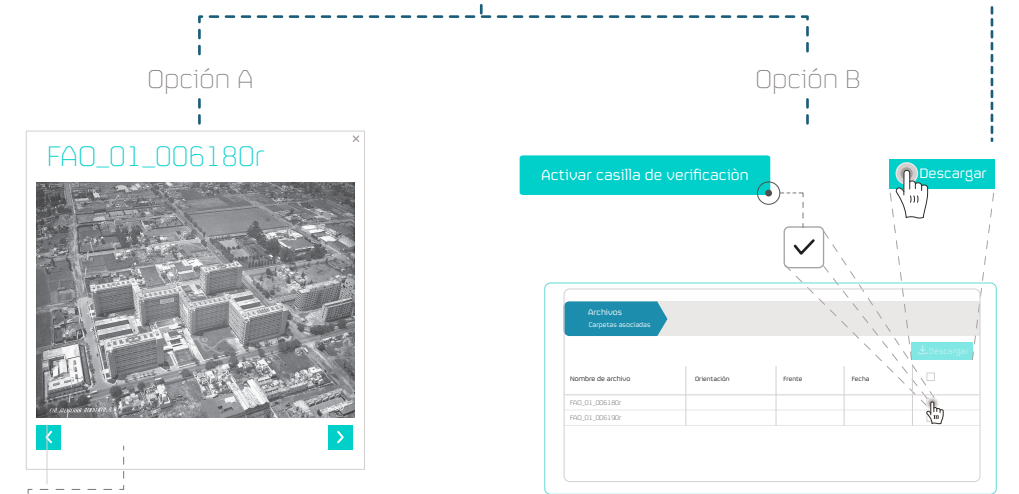 Opción A
Opción B
FAO_01_006180r
×
Activar casilla de verificaciòn
Descargar
Archivos
Carpetas asociadas
Descargar
Nombre de archivo
Orientaciòn
Frente
Fecha
FAO_01_006180r
FAO_01_006190r